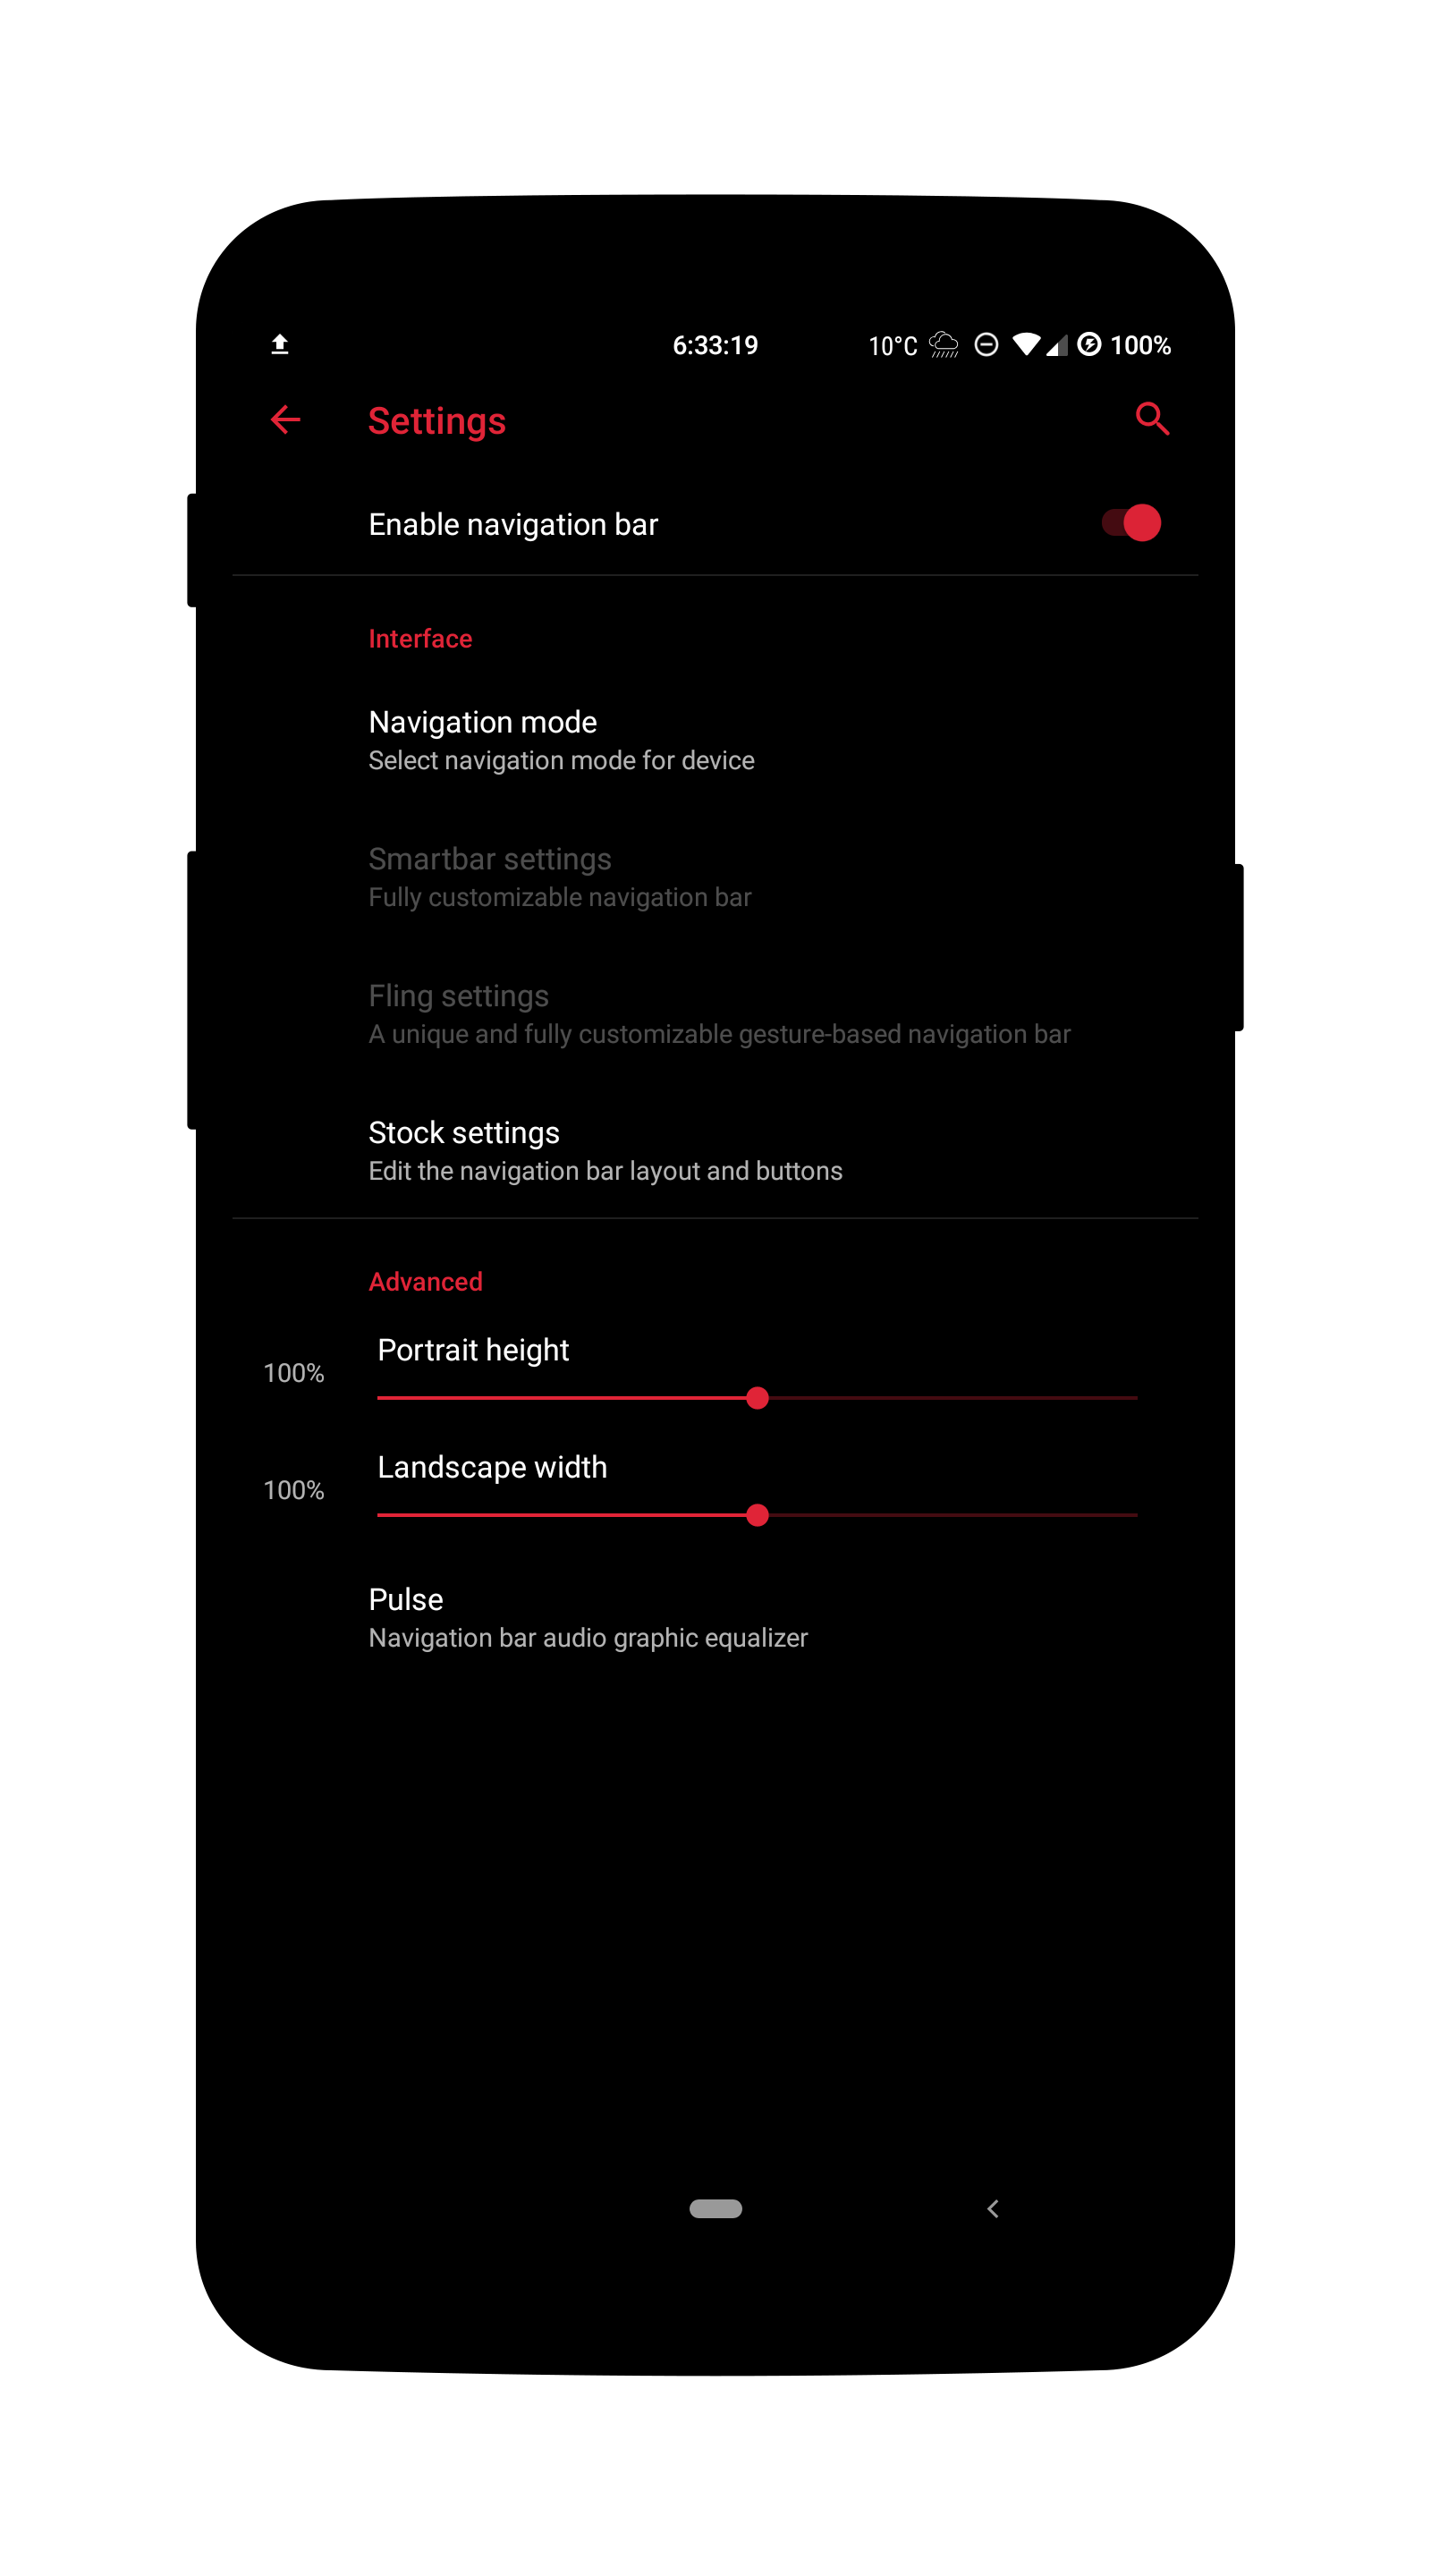 6:33:19 10°C 100%
Settings
Enable navigation bar
Interface
Navigation mode
Select navigation mode for device
Smartbar settings
Fully customizable navigation bar
Fling settings
A unique and fully customizable gesture-based navigation bar
Stock settings
Edit the navigation bar layout and buttons
Advanced
Portrait height
100%
Landscape width
100%
Pulse
Navigation bar audio graphic equalizer